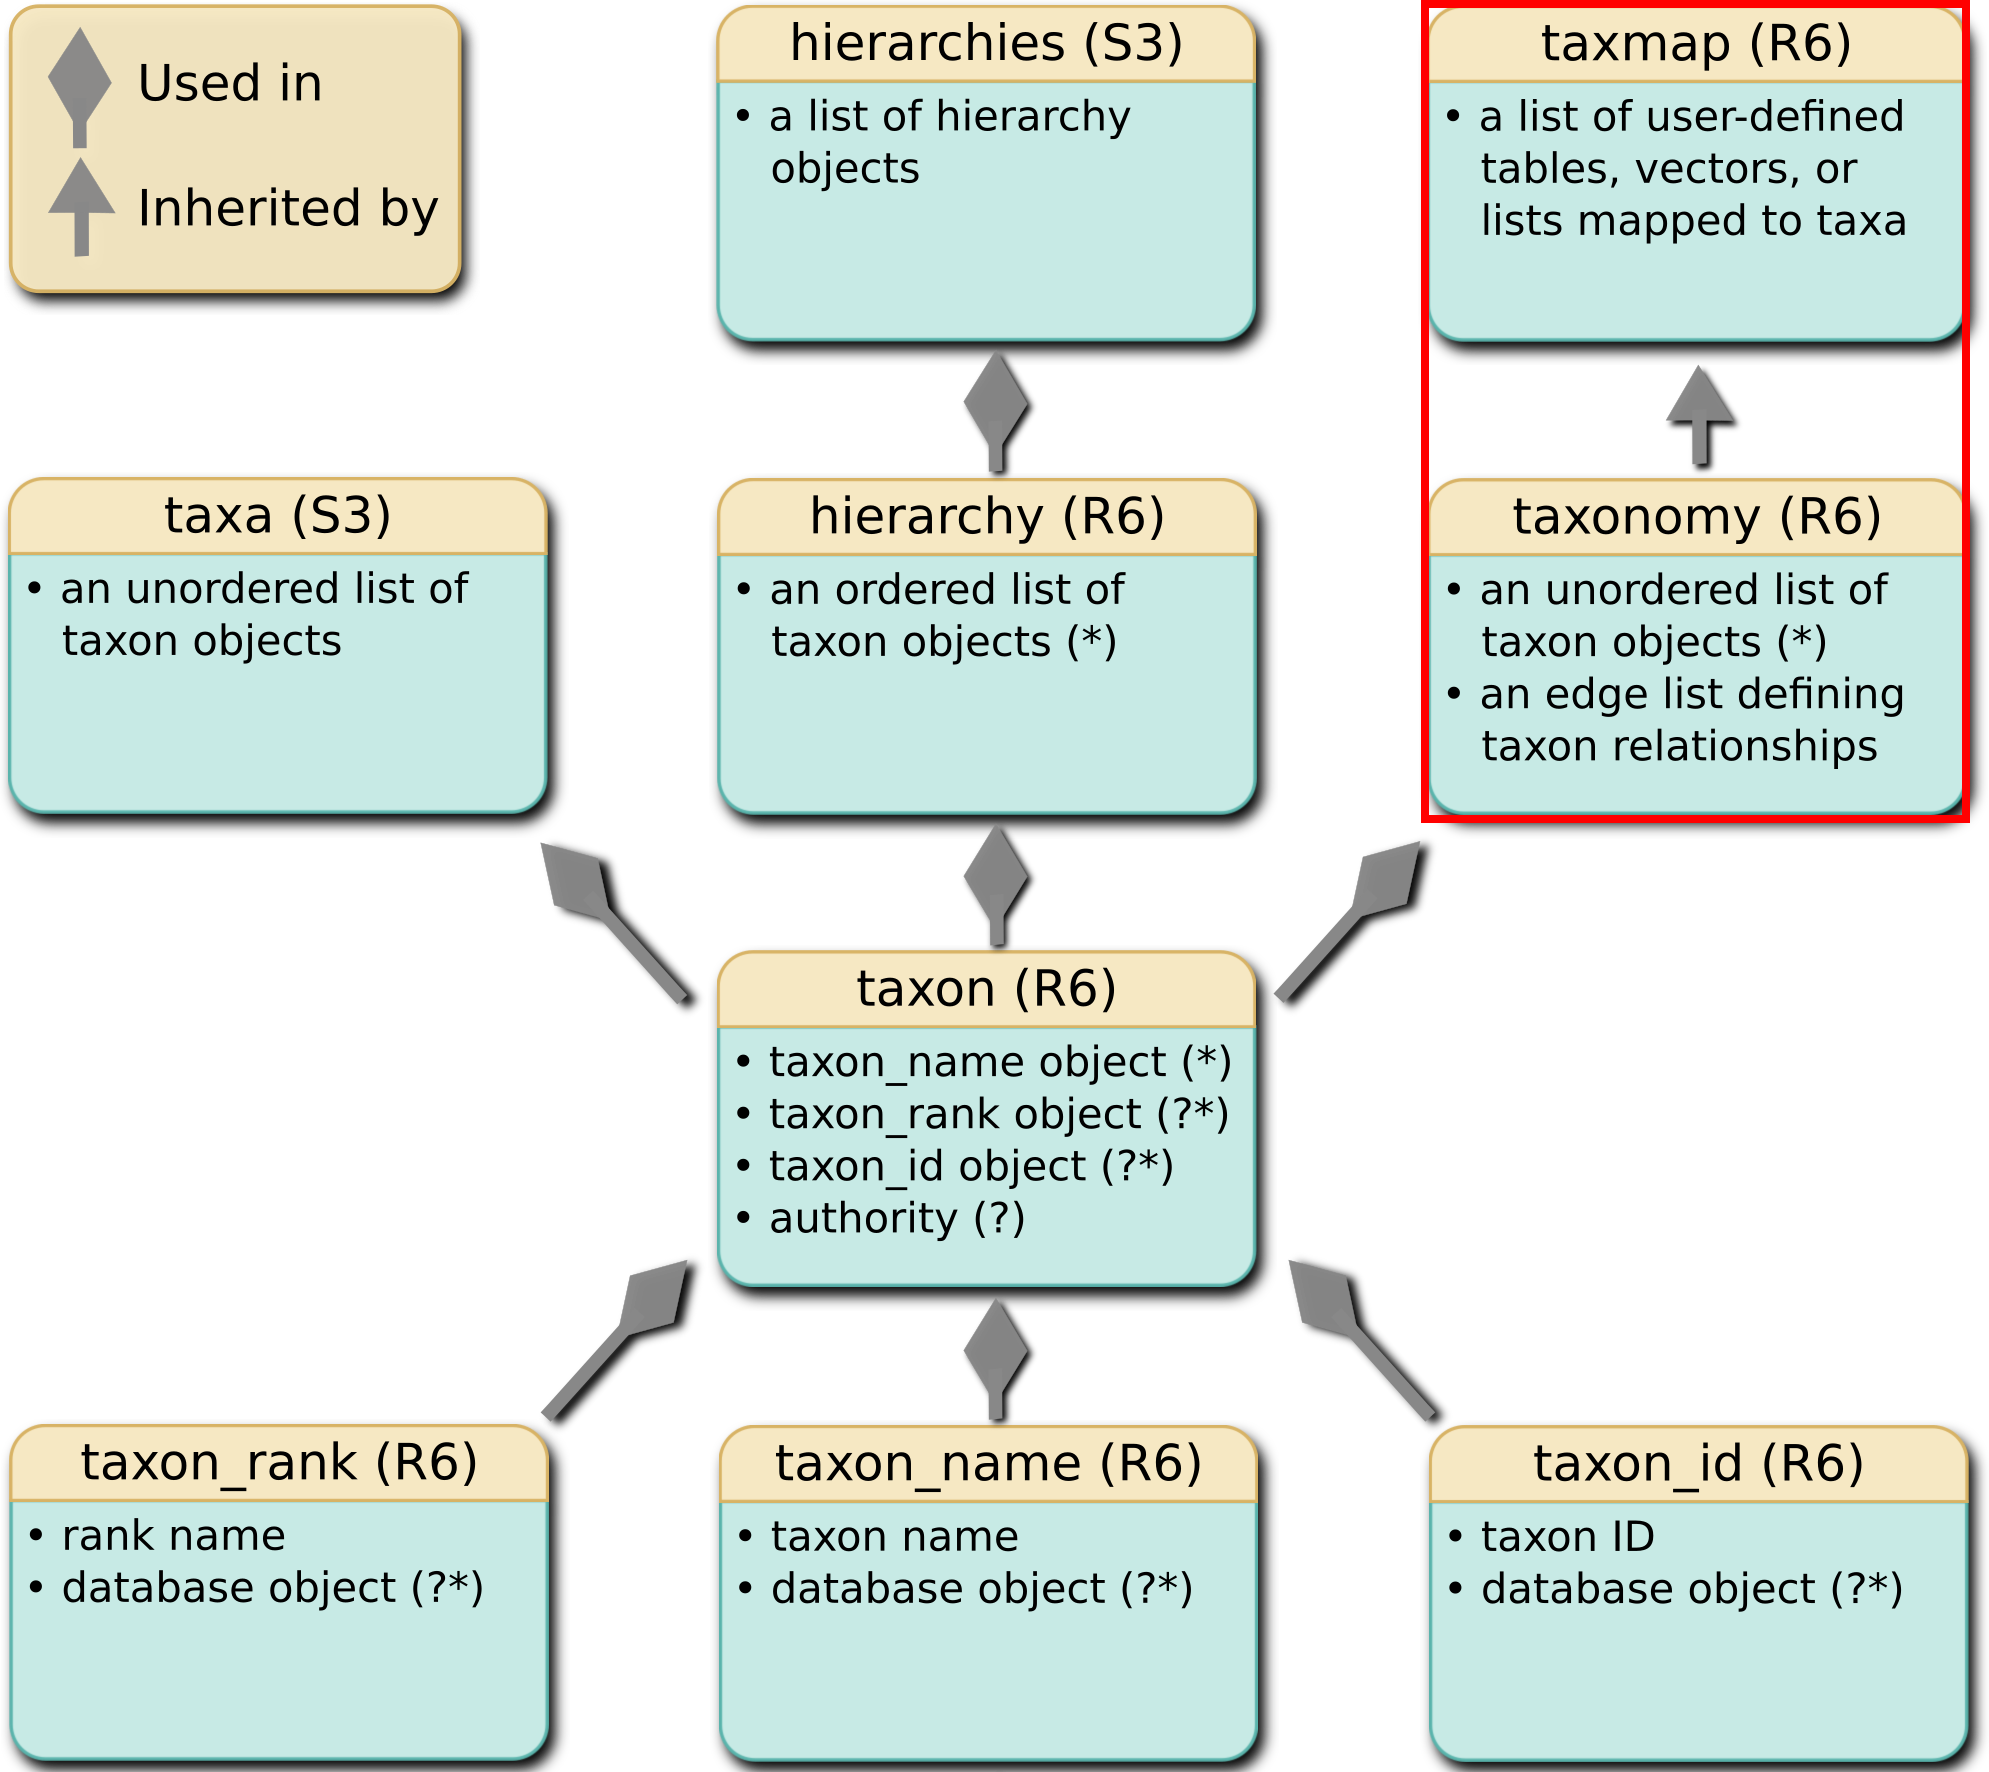 Used in
Inherited by
hierarchies (S3)
• a list of hierarchy
objects
taxmap (R6)
• a list of user-defined
tables, vectors, or
lists mapped to taxa
taxa (S3)
• an unordered list of
taxon objects
hierarchy (R6)
• an ordered list of
taxon objects (*)
taxonomy (R6)
• an unordered list of
taxon objects (*)
• an edge list defining
taxon relationships
taxon (R6)
• taxon_name object (*)
• taxon_rank object (?*)
• taxon_id object (?*)
• authority (?)
taxon_rank (R6)
• rank name
• database object (?*)
taxon_name (R6)
• taxon name
• database object (?*)
taxon_id (R6)
• taxon ID
• database object (?*)